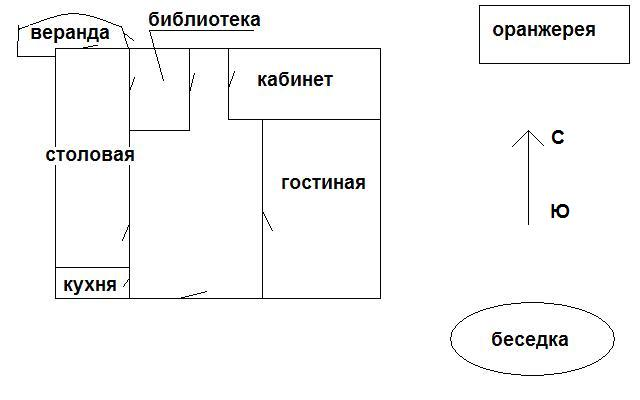 библиотека
веранда
оранжерея
кабинет
С
столовая
гостиная
Ю
кухня
беседка